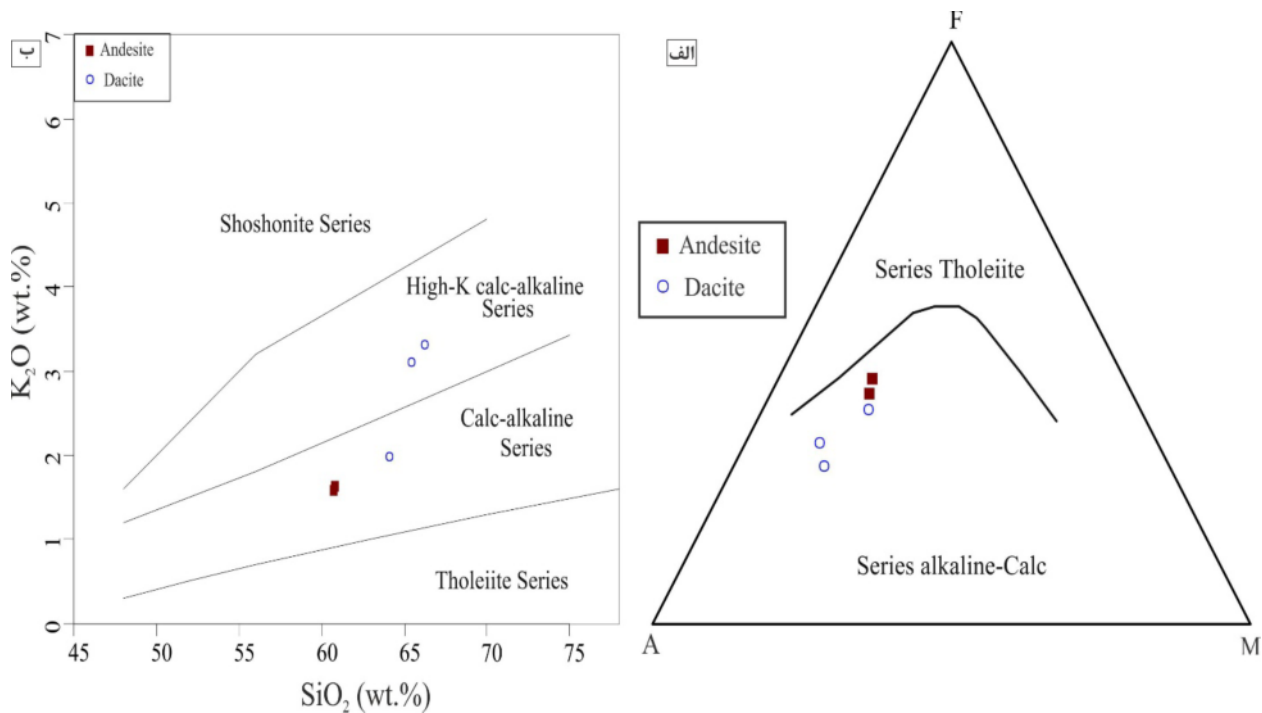 ب
Andesite
Dacite
7
6
5
4
3
2
1
0
K₂O (wt.%)
Shoshonite Series
High-K calc-alkaline
Series
Calc-alkaline
Series
Tholeiite Series
45
50
55
60
65
70
75
SiO₂ (wt.%)
الف
F
Andesite
Dacite
Series Tholeiite
Series alkaline-Calc
A
M